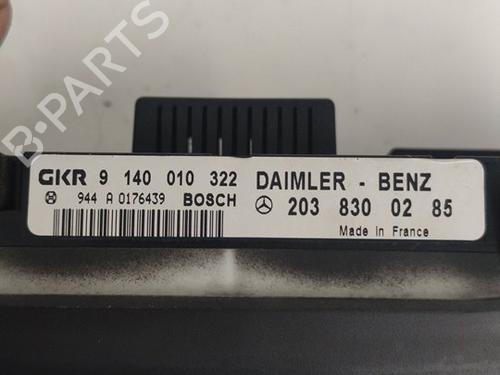 B-PARTS
GKR 9 140 010 322 DAIMLER - BENZ
944 A 0176439 BOSCH 203 830 02 85
Made in France